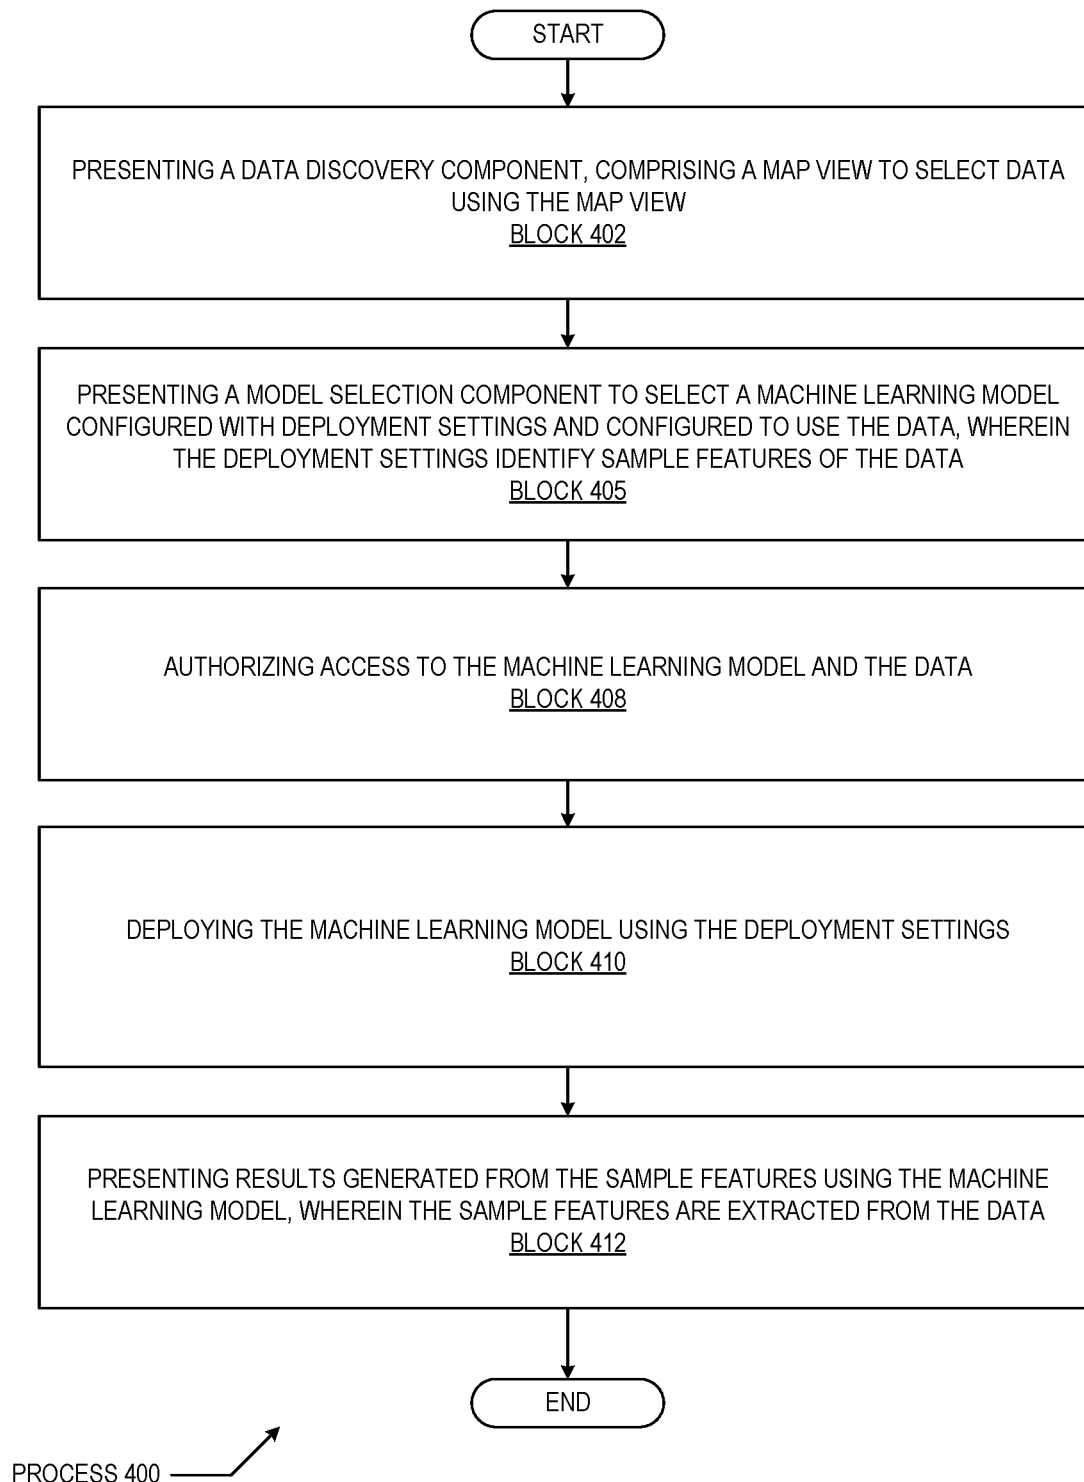 START
PRESENTING A DATA DISCOVERY COMPONENT, COMPRISING A MAP VIEW TO SELECT DATA
USING THE MAP VIEW
BLOCK 402
PRESENTING A MODEL SELECTION COMPONENT TO SELECT A MACHINE LEARNING MODEL
CONFIGURED WITH DEPLOYMENT SETTINGS AND CONFIGURED TO USE THE DATA, WHEREIN
THE DEPLOYMENT SETTINGS IDENTIFY SAMPLE FEATURES OF THE DATA
BLOCK 405
AUTHORIZING ACCESS TO THE MACHINE LEARNING MODEL AND THE DATA
BLOCK 408
DEPLOYING THE MACHINE LEARNING MODEL USING THE DEPLOYMENT SETTINGS
BLOCK 410
PRESENTING RESULTS GENERATED FROM THE SAMPLE FEATURES USING THE MACHINE
LEARNING MODEL, WHEREIN THE SAMPLE FEATURES ARE EXTRACTED FROM THE DATA
BLOCK 412
END
PROCESS 400